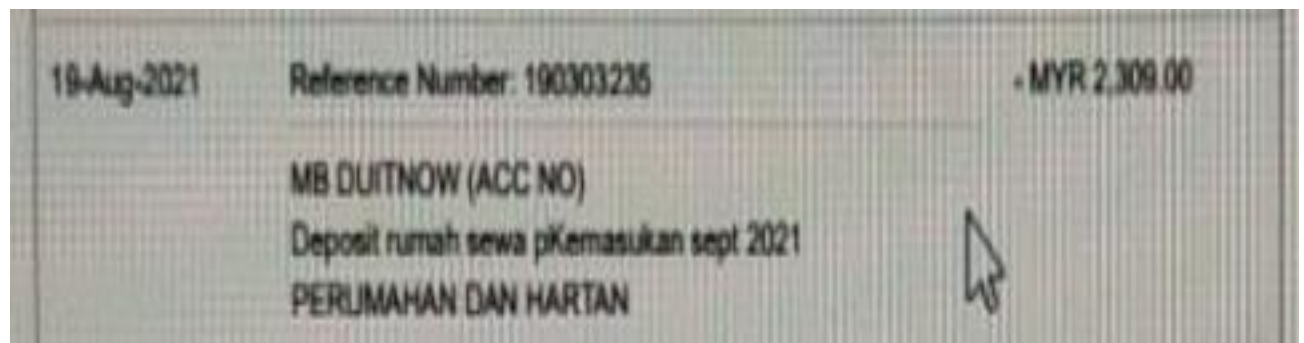 19-Aug-2021 Reference Number: 190303235 - MYR 2,309.00
MB DUITNOW (ACC NO)
Deposit rumah sewa pKemasukan sept 2021
PERUMAHAN DAN HARTAN